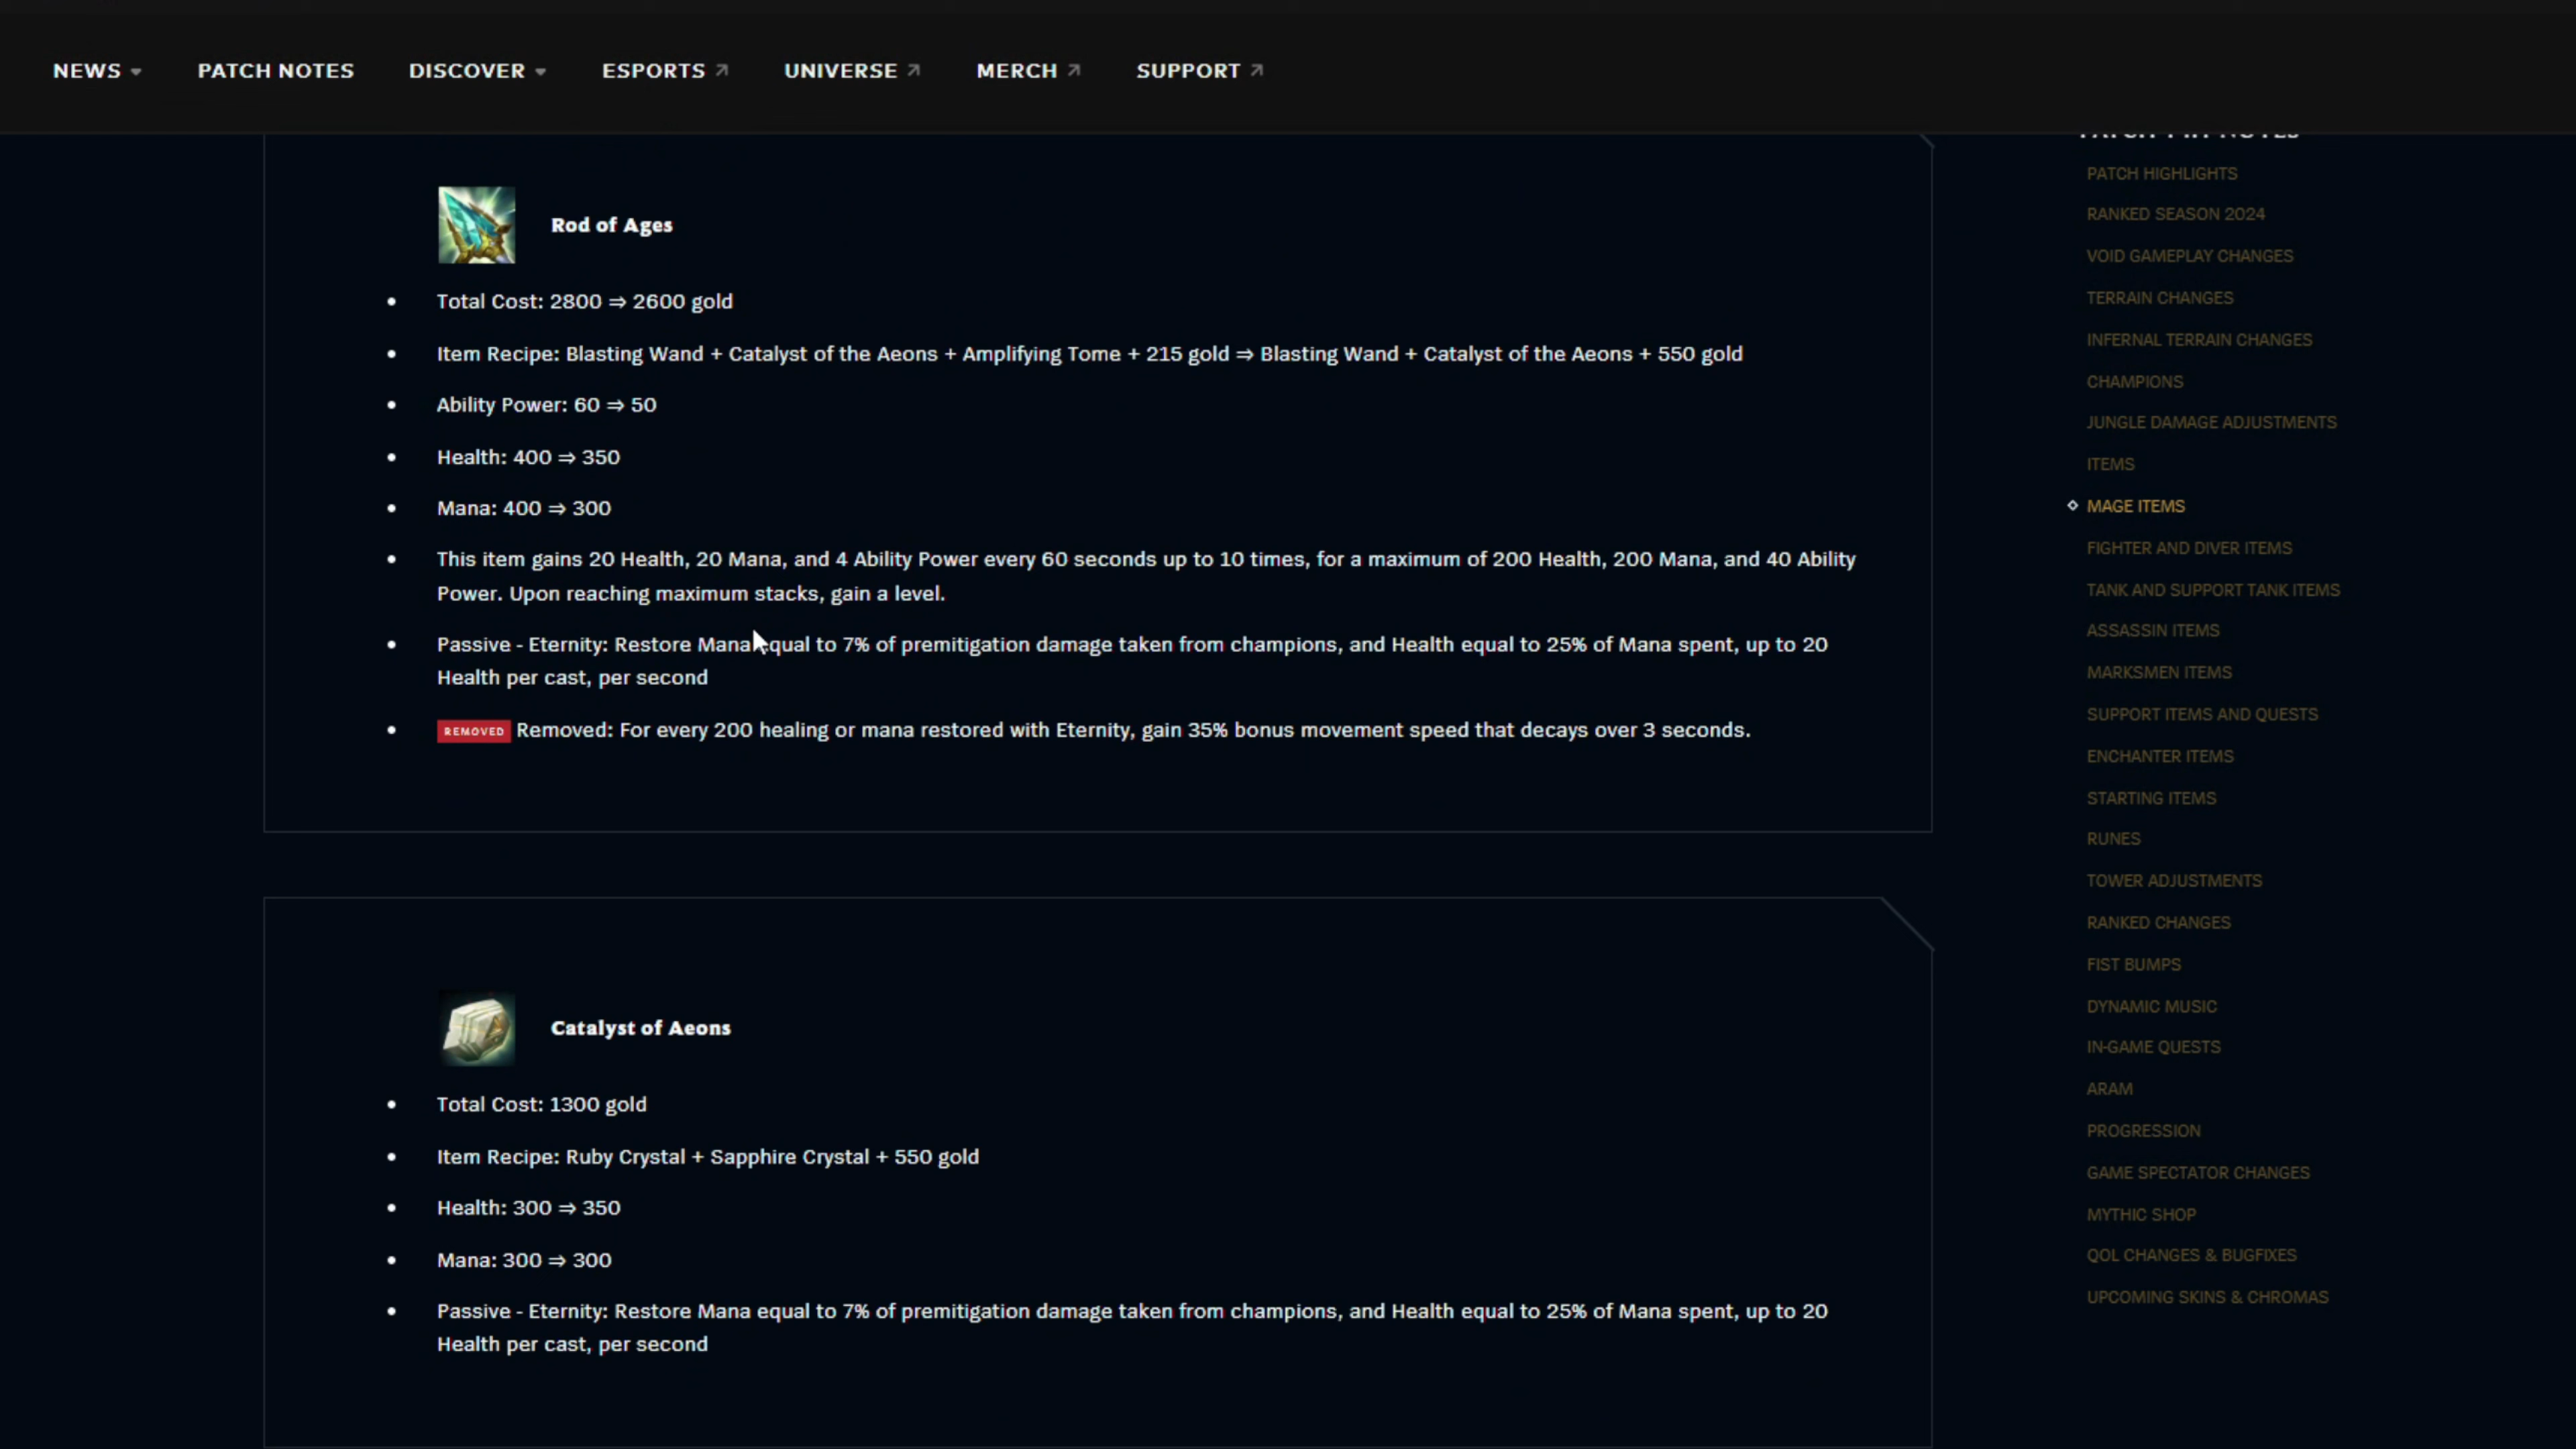 NEWS PATCH NOTES DISCOVER ESPORTS UNIVERSE MERCH SUPPORT
Rod of Ages
• Total Cost: 2800 ⇒ 2600 gold
• Item Recipe: Blasting Wand + Catalyst of the Aeons + Amplifying Tome + 215 gold ⇒ Blasting Wand + Catalyst of the Aeons + 550 gold
• Ability Power: 60 ⇒ 50
• Health: 400 ⇒ 350
• Mana: 400 ⇒ 300
• This item gains 20 Health, 20 Mana, and 4 Ability Power every 60 seconds up to 10 times, for a maximum of 200 Health, 200 Mana, and 40 Ability
Power. Upon reaching maximum stacks, gain a level.
• Passive - Eternity: Restore Mana equal to 7% of premitigation damage taken from champions, and Health equal to 25% of Mana spent, up to 20
Health per cast, per second
• REMOVED Removed: For every 200 healing or mana restored with Eternity, gain 35% bonus movement speed that decays over 3 seconds.
Catalyst of Aeons
• Total Cost: 1300 gold
• Item Recipe: Ruby Crystal + Sapphire Crystal + 550 gold
• Health: 300 ⇒ 350
• Mana: 300 ⇒ 300
• Passive - Eternity: Restore Mana equal to 7% of premitigation damage taken from champions, and Health equal to 25% of Mana spent, up to 20
Health per cast, per second
PATCH HIGHLIGHTS
RANKED SEASON 2024
VOID GAMEPLAY CHANGES
TERRAIN CHANGES
INFERNAL TERRAIN CHANGES
CHAMPIONS
JUNGLE DAMAGE ADJUSTMENTS
ITEMS
MAGE ITEMS
FIGHTER AND DIVER ITEMS
TANK AND SUPPORT TANK ITEMS
ASSASSIN ITEMS
MARKSMEN ITEMS
SUPPORT ITEMS AND QUESTS
ENCHANTER ITEMS
STARTING ITEMS
RUNES
TOWER ADJUSTMENTS
RANKED CHANGES
FIST BUMPS
DYNAMIC MUSIC
IN-GAME QUESTS
ARAM
PROGRESSION
GAME SPECTATOR CHANGES
MYTHIC SHOP
QOL CHANGES & BUGFIXES
UPCOMING SKINS & CHROMAS